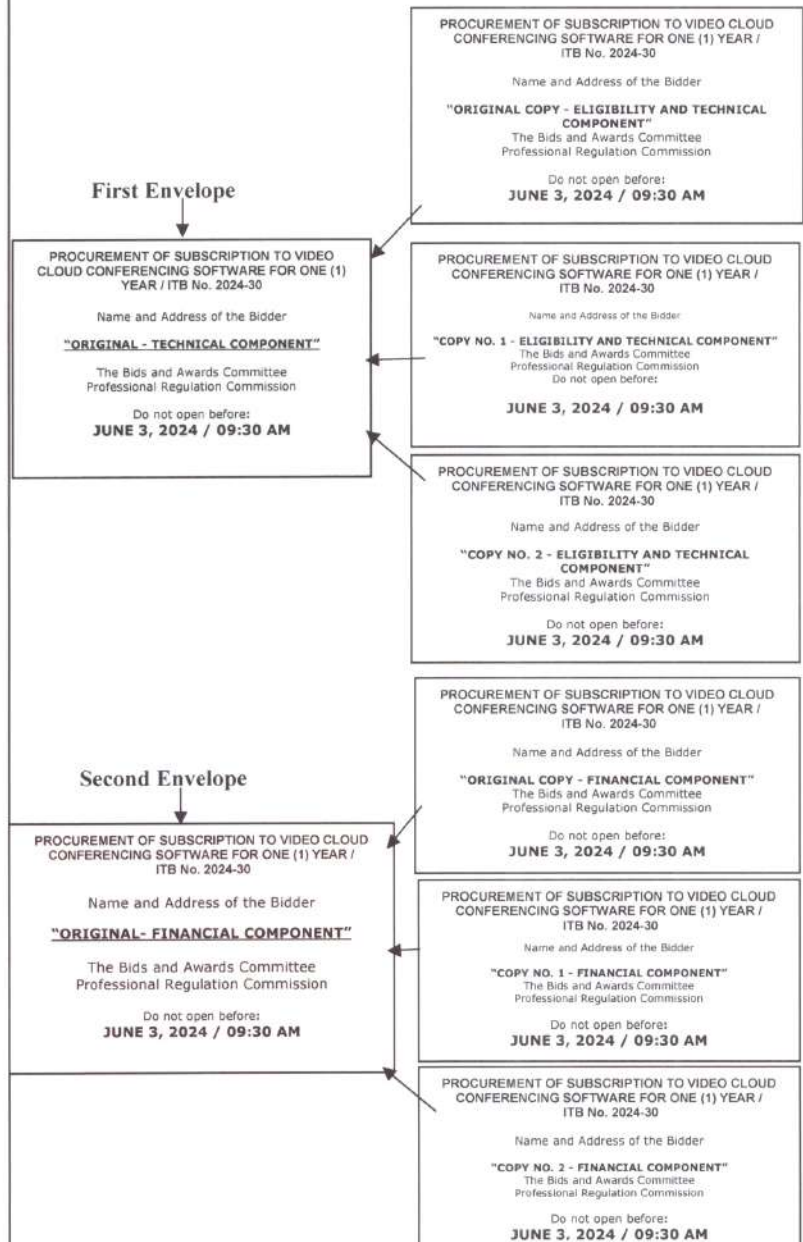 PROCUREMENT OF SUBSCRIPTION TO VIDEO CLOUD
CONFERENCING SOFTWARE FOR ONE (1) YEAR /
ITB No. 2024-30
Name and Address of the Bidder
"ORIGINAL COPY - ELIGIBILITY AND TECHNICAL
COMPONENT"
The Bids and Awards Committee
Professional Regulation Commission
Do not open before:
JUNE 3, 2024 / 09:30 AM
First Envelope
PROCUREMENT OF SUBSCRIPTION TO VIDEO
CLOUD CONFERENCING SOFTWARE FOR ONE (1)
YEAR / ITB No. 2024-30
Name and Address of the Bidder
"ORIGINAL - TECHNICAL COMPONENT"
The Bids and Awards Committee
Professional Regulation Commission
Do not open before:
JUNE 3, 2024 / 09:30 AM
PROCUREMENT OF SUBSCRIPTION TO VIDEO CLOUD
CONFERENCING SOFTWARE FOR ONE (1) YEAR /
ITB No. 2024-30
Name and Address of the Bidder
"COPY NO. 1 - ELIGIBILITY AND TECHNICAL COMPONENT"
The Bids and Awards Committee
Professional Regulation Commission
Do not open before:
JUNE 3, 2024 / 09:30 AM
PROCUREMENT OF SUBSCRIPTION TO VIDEO CLOUD
CONFERENCING SOFTWARE FOR ONE (1) YEAR /
ITB No. 2024-30
Name and Address of the Bidder
"COPY NO. 2 - ELIGIBILITY AND TECHNICAL
COMPONENT"
The Bids and Awards Committee
Professional Regulation Commission
Do not open before:
JUNE 3, 2024 / 09:30 AM
PROCUREMENT OF SUBSCRIPTION TO VIDEO CLOUD
CONFERENCING SOFTWARE FOR ONE (1) YEAR /
ITB No. 2024-30
Name and Address of the Bidder
"ORIGINAL COPY - FINANCIAL COMPONENT"
The Bids and Awards Committee
Professional Regulation Commission
Do not open before:
JUNE 3, 2024 / 09:30 AM
Second Envelope
PROCUREMENT OF SUBSCRIPTION TO VIDEO CLOUD
CONFERENCING SOFTWARE FOR ONE (1) YEAR /
ITB No. 2024-30
Name and Address of the Bidder
"ORIGINAL- FINANCIAL COMPONENT"
The Bids and Awards Committee
Professional Regulation Commission
Do not open before:
JUNE 3, 2024 / 09:30 AM
PROCUREMENT OF SUBSCRIPTION TO VIDEO CLOUD
CONFERENCING SOFTWARE FOR ONE (1) YEAR /
ITB No. 2024-30
Name and Address of the Bidder
"COPY NO. 1 - FINANCIAL COMPONENT"
The Bids and Awards Committee
Professional Regulation Commission
Do not open before:
JUNE 3, 2024 / 09:30 AM
PROCUREMENT OF SUBSCRIPTION TO VIDEO CLOUD
CONFERENCING SOFTWARE FOR ONE (1) YEAR /
ITB No. 2024-30
Name and Address of the Bidder
"COPY NO. 2 - FINANCIAL COMPONENT"
The Bids and Awards Committee
Professional Regulation Commission
Do not open before:
JUNE 3, 2024 / 09:30 AM